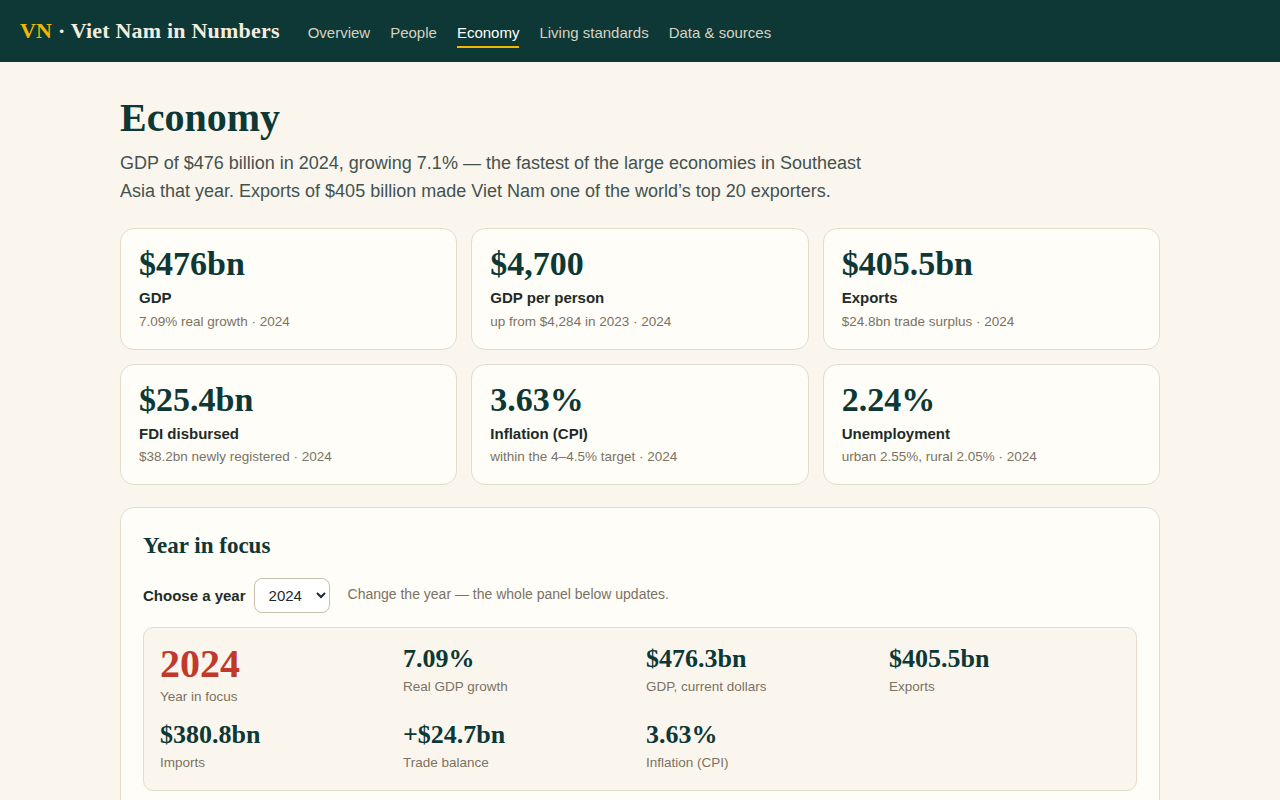 VN · Viet Nam in Numbers
Overview
People
Economy
Living standards
Data & sources
Economy
GDP of $476 billion in 2024, growing 7.1% — the fastest of the large economies in Southeast
Asia that year. Exports of $405 billion made Viet Nam one of the world’s top 20 exporters.
$476bn
GDP
7.09% real growth · 2024
$4,700
GDP per person
up from $4,284 in 2023 · 2024
$405.5bn
Exports
$24.8bn trade surplus · 2024
$25.4bn
FDI disbursed
$38.2bn newly registered · 2024
3.63%
Inflation (CPI)
within the 4–4.5% target · 2024
2.24%
Unemployment
urban 2.55%, rural 2.05% · 2024
Year in focus
Choose a year
2024
Change the year — the whole panel below updates.
2024
Year in focus
7.09%
Real GDP growth
$476.3bn
GDP, current dollars
$405.5bn
Exports
$380.8bn
Imports
+$24.7bn
Trade balance
3.63%
Inflation (CPI)